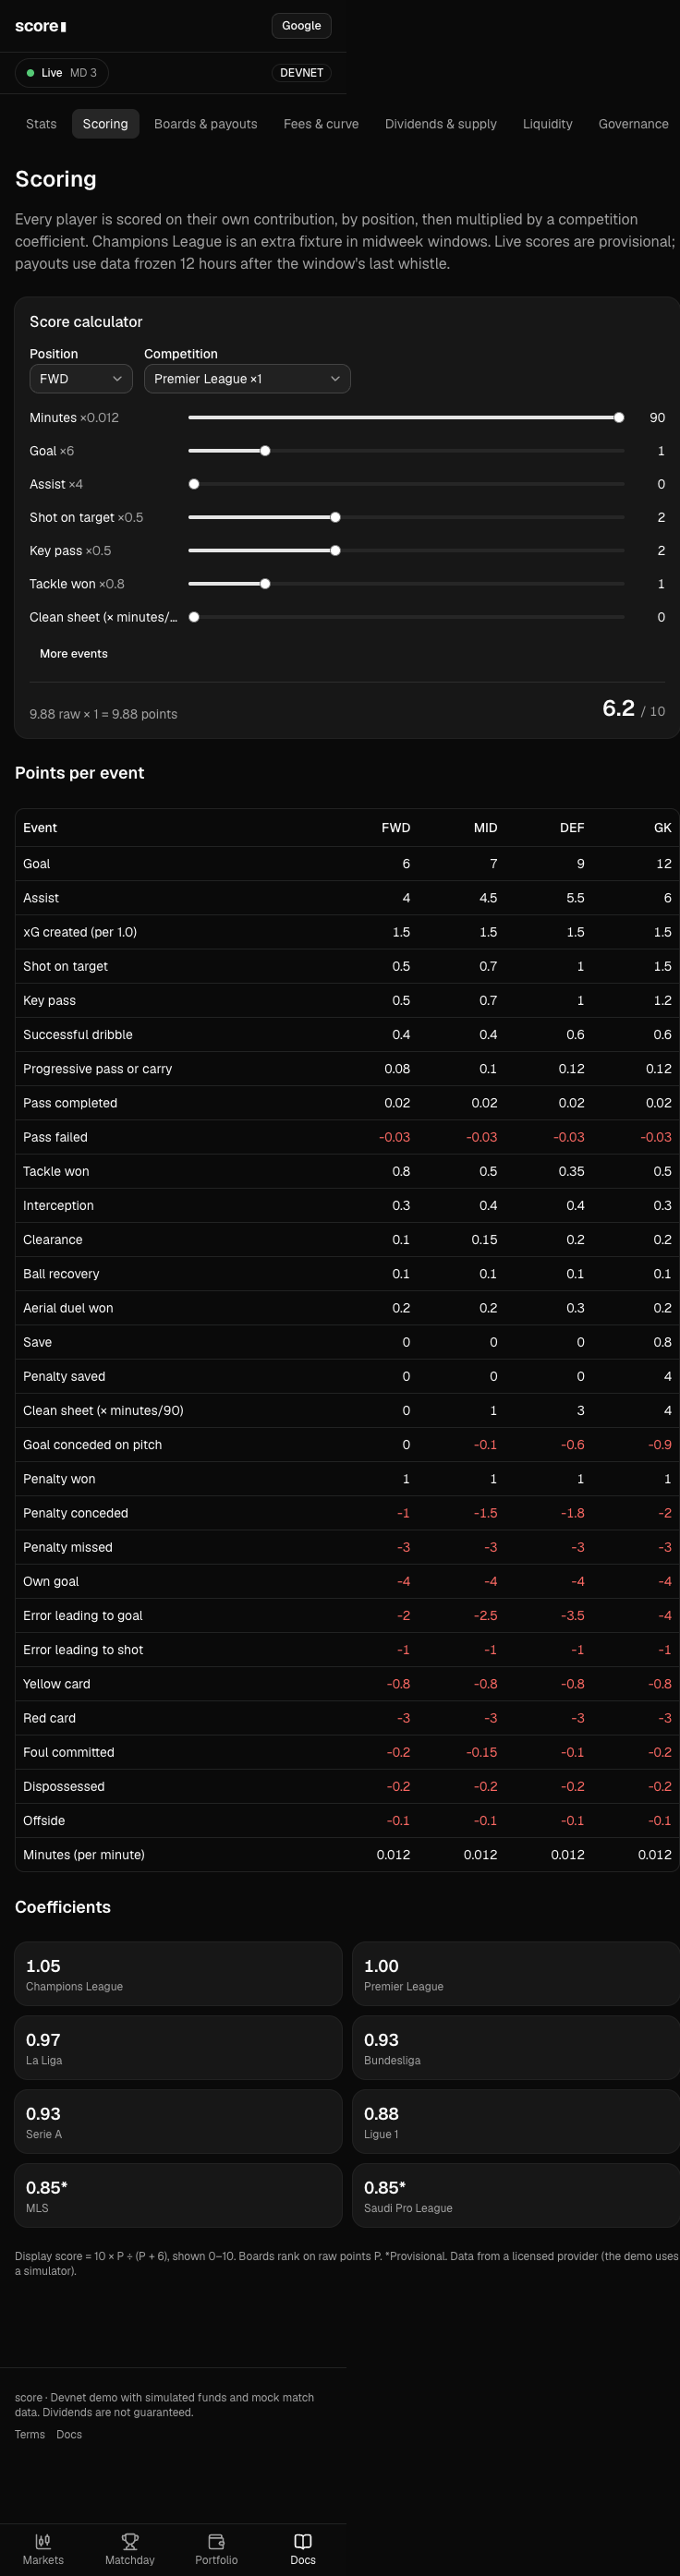 score
Google
Live MD 3
DEVNET
Stats Scoring Boards & payouts Fees & curve Dividends & supply Liquidity Governance
Scoring
Every player is scored on their own contribution, by position, then multiplied by a competition
coefficient. Champions League is an extra fixture in midweek windows. Live scores are provisional;
payouts use data frozen 12 hours after the window's last whistle.
Score calculator
Position Competition
FWD Premier League ×1
Minutes ×0.012 90
Goal ×6 1
Assist ×4 0
Shot on target ×0.5 2
Key pass ×0.5 2
Tackle won ×0.8 1
Clean sheet (× minutes/... 0
More events
9.88 raw × 1 = 9.88 points 6.2 / 10
Points per event
Event FWD MID DEF GK
Goal 6 7 9 12
Assist 4 4.5 5.5 6
xG created (per 1.0) 1.5 1.5 1.5 1.5
Shot on target 0.5 0.7 1 1.5
Key pass 0.5 0.7 1 1.2
Successful dribble 0.4 0.4 0.6 0.6
Progressive pass or carry 0.08 0.1 0.12 0.12
Pass completed 0.02 0.02 0.02 0.02
Pass failed -0.03 -0.03 -0.03 -0.03
Tackle won 0.8 0.5 0.35 0.5
Interception 0.3 0.4 0.4 0.3
Clearance 0.1 0.15 0.2 0.2
Ball recovery 0.1 0.1 0.1 0.1
Aerial duel won 0.2 0.2 0.3 0.2
Save 0 0 0 0.8
Penalty saved 0 0 0 4
Clean sheet (× minutes/90) 0 1 3 4
Goal conceded on pitch 0 -0.1 -0.6 -0.9
Penalty won 1 1 1 1
Penalty conceded -1 -1.5 -1.8 -2
Penalty missed -3 -3 -3 -3
Own goal -4 -4 -4 -4
Error leading to goal -2 -2.5 -3.5 -4
Error leading to shot -1 -1 -1 -1
Yellow card -0.8 -0.8 -0.8 -0.8
Red card -3 -3 -3 -3
Foul committed -0.2 -0.15 -0.1 -0.2
Dispossessed -0.2 -0.2 -0.2 -0.2
Offside -0.1 -0.1 -0.1 -0.1
Minutes (per minute) 0.012 0.012 0.012 0.012
Coefficients
1.05 1.00
Champions League Premier League
0.97 0.93
La Liga Bundesliga
0.93 0.88
Serie A Ligue 1
0.85* 0.85*
MLS Saudi Pro League
Display score = 10 × P ÷ (P + 6), shown 0–10. Boards rank on raw points P. *Provisional. Data from a licensed provider (the demo uses
a simulator).
score · Devnet demo with simulated funds and mock match
data. Dividends are not guaranteed.
Terms Docs
Markets Matchday Portfolio Docs